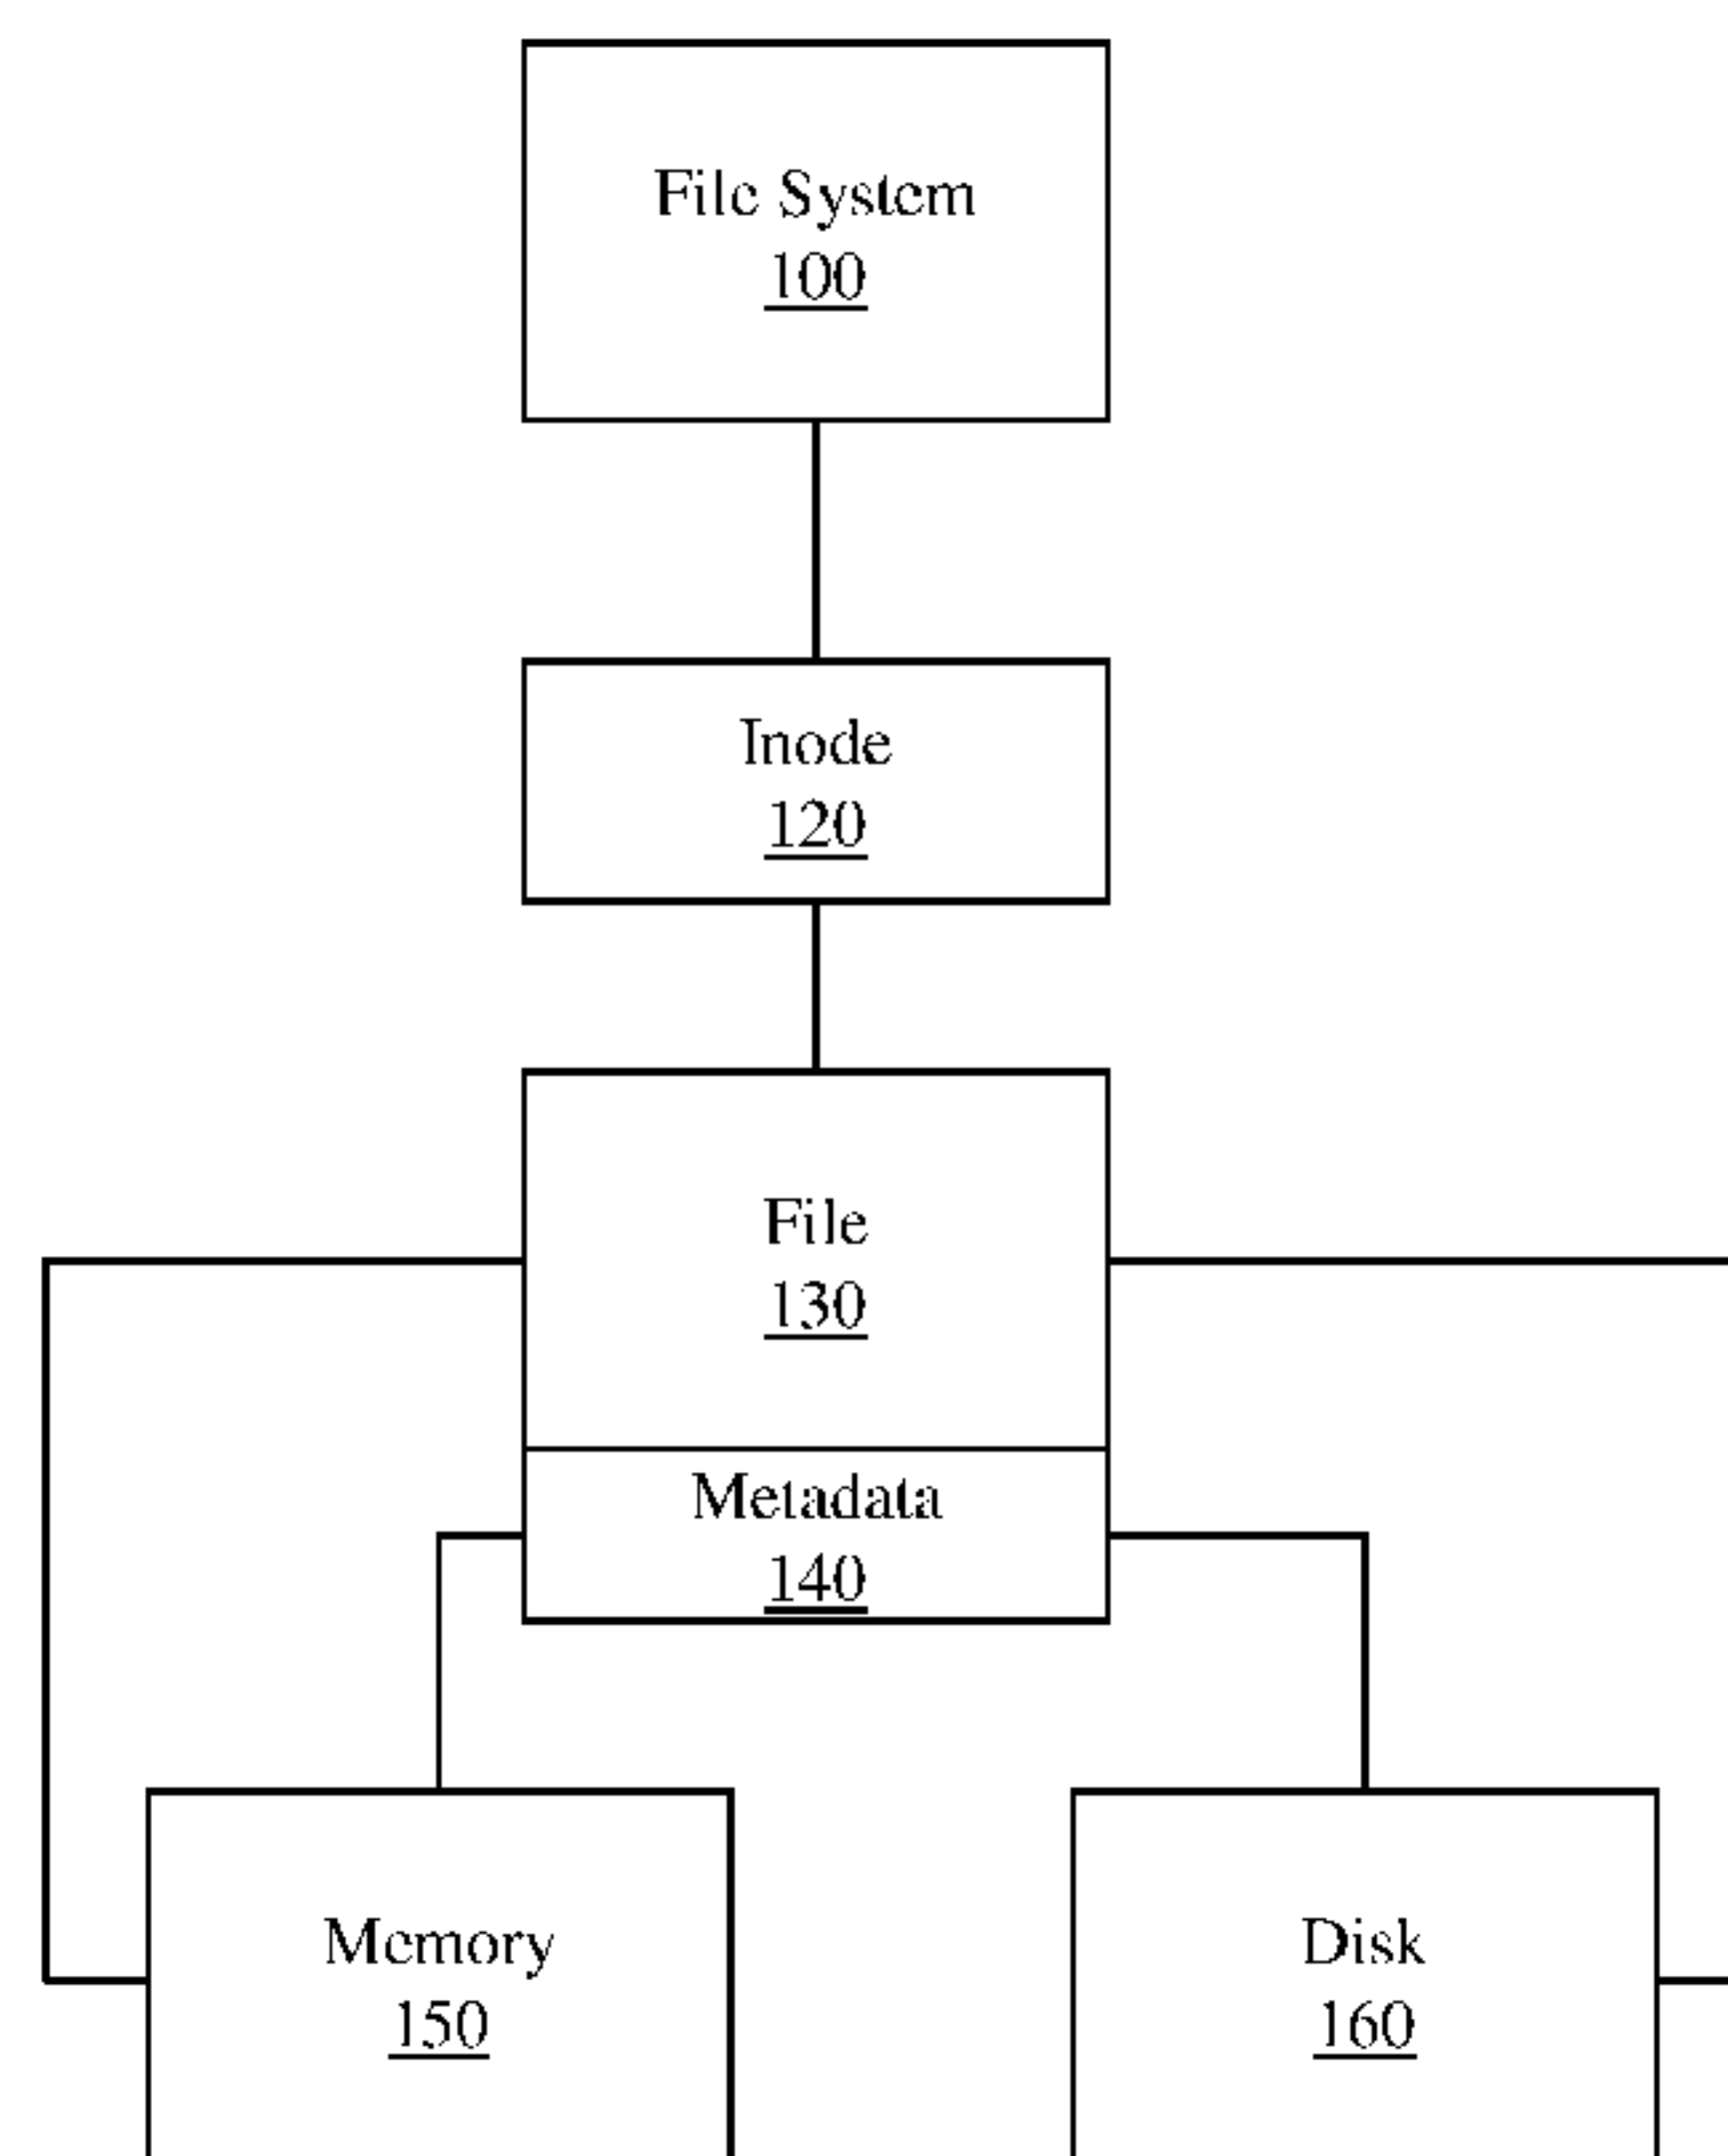 File System
100
Inode
120
File
130
Metadata
140
Memory
150
Disk
160